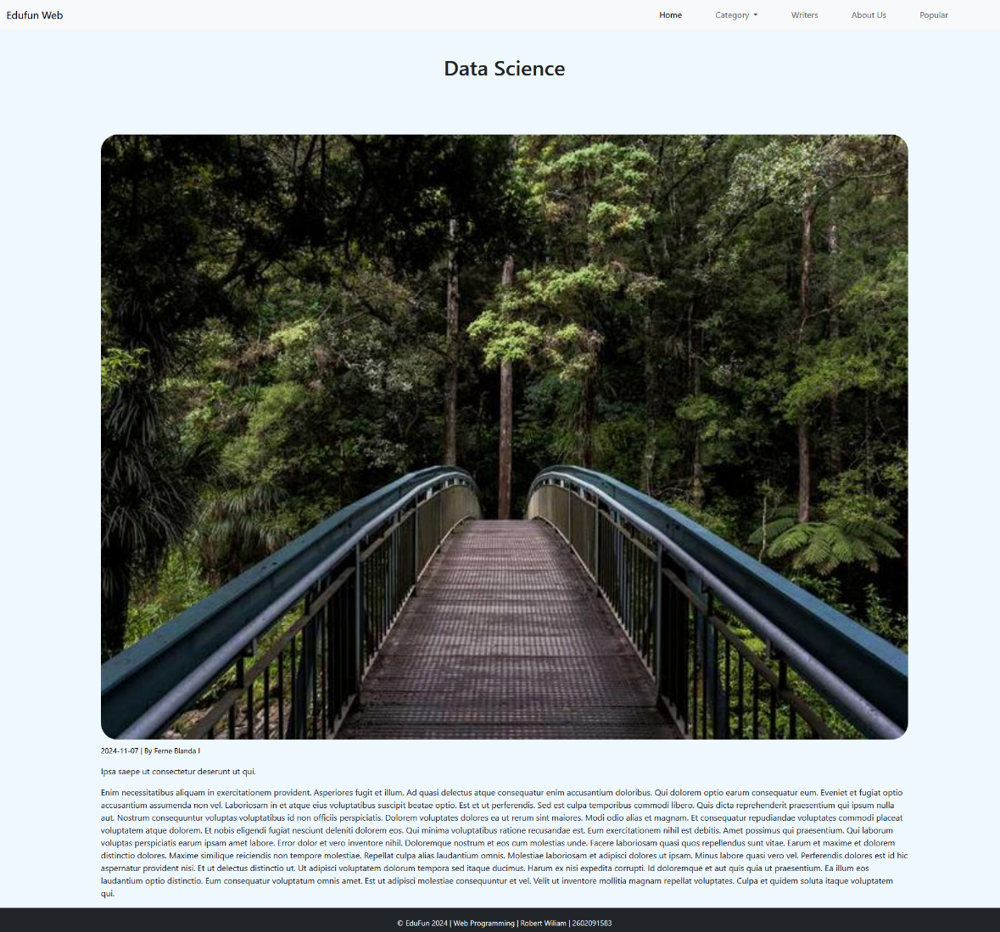 Edufun Web
Home Category Writers About Us Popular
Data Science
2024-11-07 | By Ferne Blanda I
Ipsa saepe ut consectetur deserunt ut qui.
Enim necessitatibus aliquam in exercitationem provident. Asperiores fugit et illum. Ad quasi delectus atque consequatur enim accusantium doloribus. Qui dolorem optio earum consequatur eum. Eveniet et fugiat optio
accusantium assumenda non vel. Laboriosam in et atque eius voluptatibus suscipit beatae optio. Est et ut perferendis. Sed est culpa temporibus commodi libero. Quis dicta reprehenderit praesentium qui ipsum nulla
aut. Nostrum consequuntur voluptas voluptatibus id non officiis perspiciatis. Dolorem voluptates dolores ea ut rerum sint maiores. Modi odio alias et magnam. Et consequatur repudiandae voluptates commodi placeat
voluptatem atque dolorem. Et nobis eligendi fugiat nesciunt deleniti dolorem eos. Qui minima voluptatibus ratione recusandae est. Eum exercitationem nihil est debitis. Amet possimus qui praesentium. Qui laborum
voluptas perspiciatis earum ipsam amet labore. Error dolor et vero inventore nihil. Doloremque nostrum et eos cum molestias unde. Facere laboriosam quasi quos repellendus sunt vitae. Earum et maxime et dolorem
distinctio dolores. Maxime similique reiciendis non tempore molestiae. Repellat culpa alias laudantium omnis. Molestiae laboriosam et adipisci dolores ut ipsam. Minus labore quasi vero vel. Perferendis dolores est id hic
aspernatur provident nisi. Et ut delectus distinctio ut. Ut adipisci voluptatem dolorum tempora sed itaque ducimus. Harum ex nisi expedita corrupti. Id doloremque et aut quis quia ut praesentium. Ea illum eos
laudantium optio distinctio. Eum consequatur voluptatum omnis amet. Est ut adipisci molestiae consequuntur et vel. Velit ut inventore mollitia magnam repellat voluptates. Culpa et quidem soluta itaque voluptatem
qui.
© EduFun 2024 | Web Programming | Robert Wiliam | 2602091583